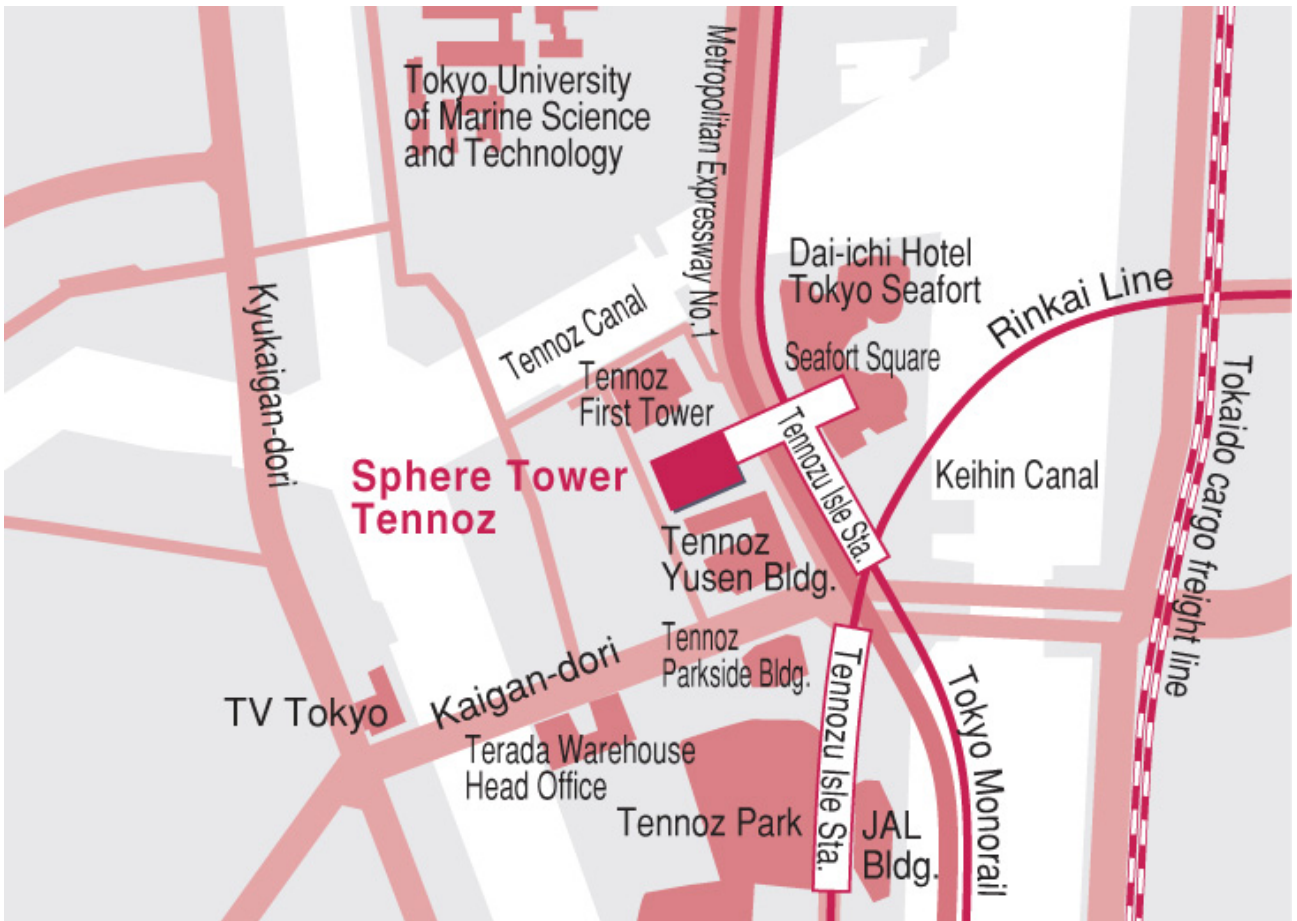 Tokyo University
of Marine Science
and Technology
Metropolitan Expressway No.1
Dai-ichi Hotel
Tokyo Seafort
Rinkai Line
Kyukaigan-dori
Tennoz Canal
Seafort Square
Tennoz
First Tower
Tokaido cargo freight line
Tennozu Isle Sta.
Sphere Tower
Tennoz
Keihin Canal
Tennoz
Yusen Bldg.
Tennoz
Parkside Bldg.
Kaigan-dori
TV Tokyo
Terada Warehouse
Head Office
Tennozu Isle Sta.
Tokyo Monorail
Tennoz Park
JAL
Bldg.